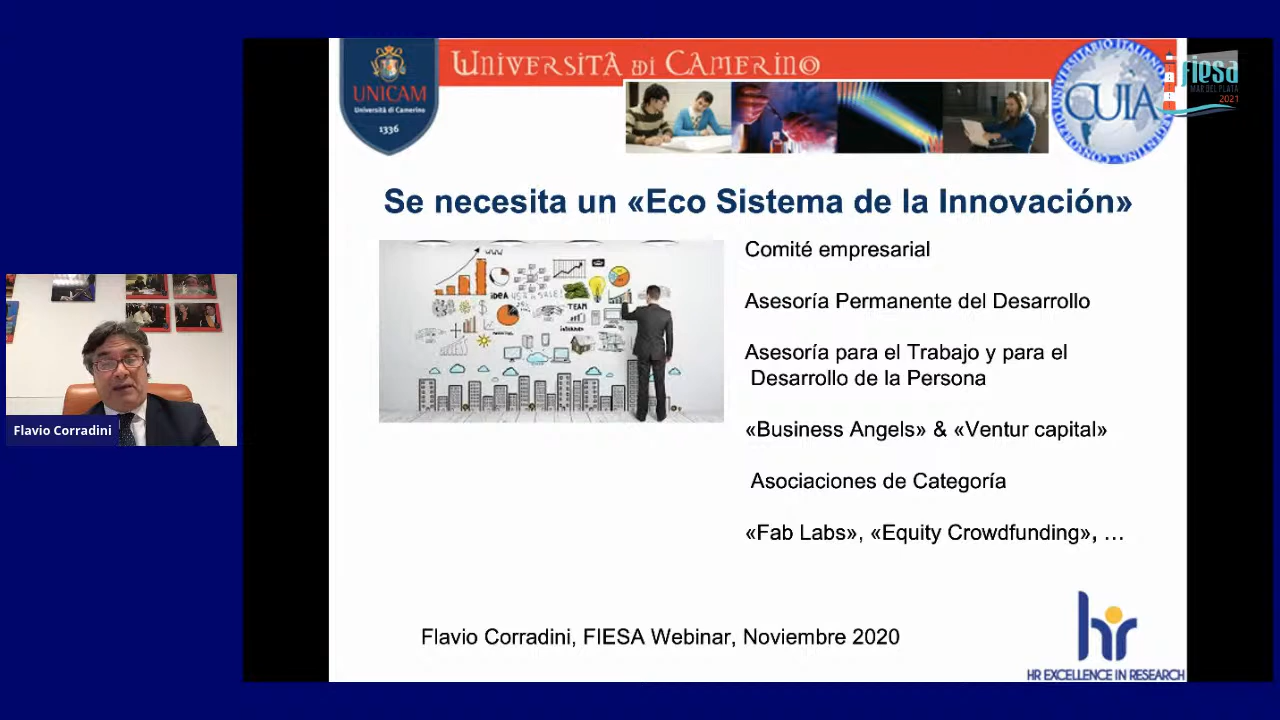 UNIVERSITÀ di CAMERINO
UNICAM
Università di Camerino
1336
CUIA
fiesa
MAR DEL PLATA
2021
Se necesita un «Eco Sistema de la Innovación»
Comité empresarial
Asesoría Permanente del Desarrollo
Asesoría para el Trabajo y para el
Desarrollo de la Persona
«Business Angels» & «Ventur capital»
Asociaciones de Categoría
«Fab Labs», «Equity Crowdfunding», …
IDEA
TEAM
Flavio Corradini
Flavio Corradini, FIESA Webinar, Noviembre 2020
hr
HR EXCELLENCE IN RESEARCH